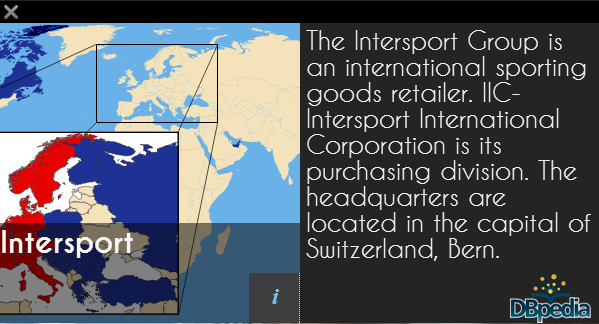 The Intersport Group is
an international sporting
goods retailer. IIC-
Intersport International
Corporation is its
purchasing division. The
headquarters are
located in the capital of
Switzerland, Bern.
Intersport
i
DBpedia